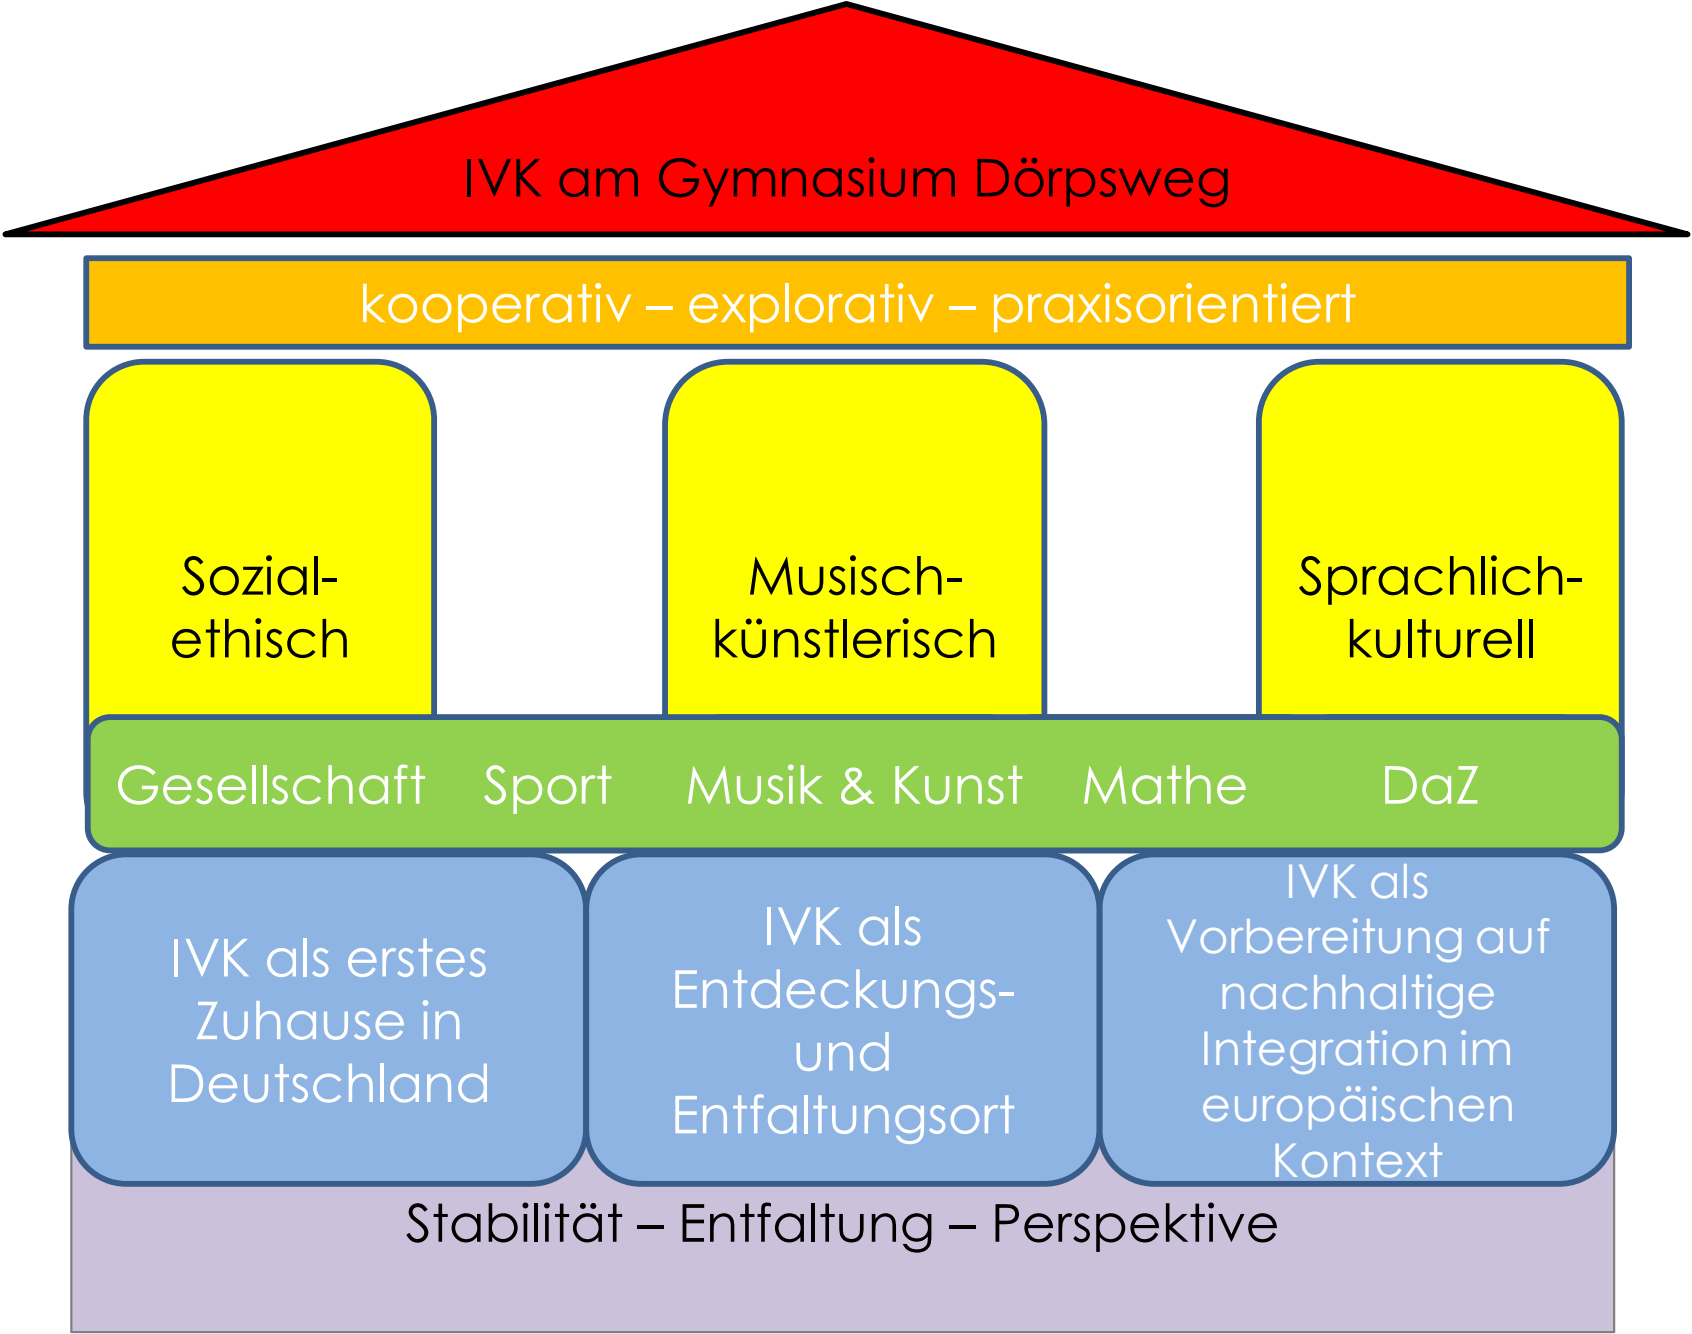 IVK am Gymnasium Dörpsweg
kooperativ – explorativ – praxisorientiert
Sozial-
ethisch
Musisch-
künstlerisch
Sprachlich-
kulturell
Gesellschaft Sport Musik & Kunst Mathe DaZ
IVK als erstes
Zuhause in
Deutschland
IVK als
Entdeckungs-
und
Entfaltungsort
IVK als
Vorbereitung auf
nachhaltige
Integration im
europäischen
Kontext
Stabilität – Entfaltung – Perspektive